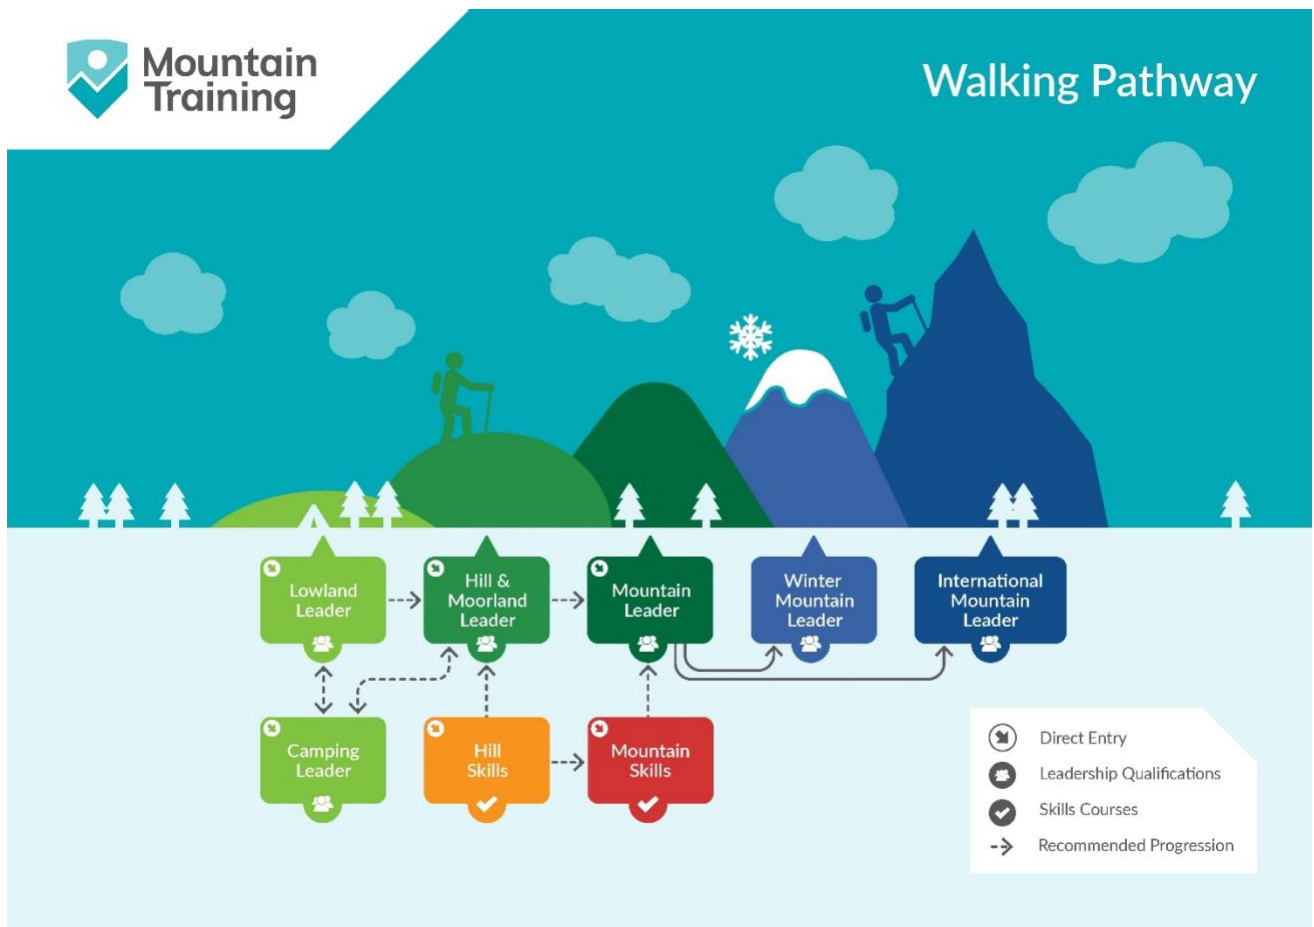 Mountain
Training
Walking Pathway
Lowland
Leader
Hill &
Moorland
Leader
Mountain
Leader
Winter
Mountain
Leader
International
Mountain
Leader
Camping
Leader
Hill
Skills
Mountain
Skills
Direct Entry
Leadership Qualifications
Skills Courses
Recommended Progression